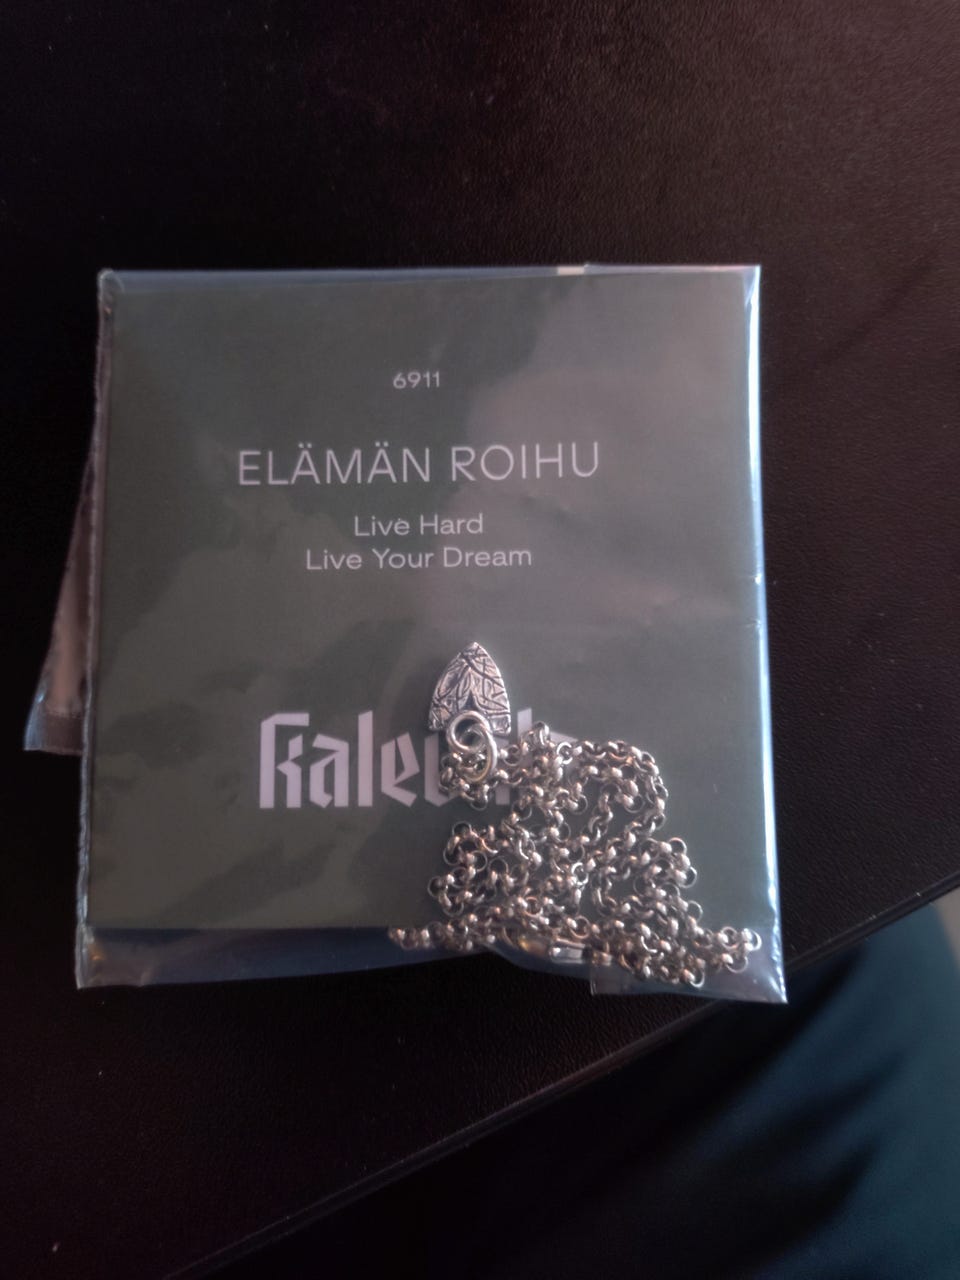 6911
ELÄMÄN ROIHU
Live Hard
Live Your Dream